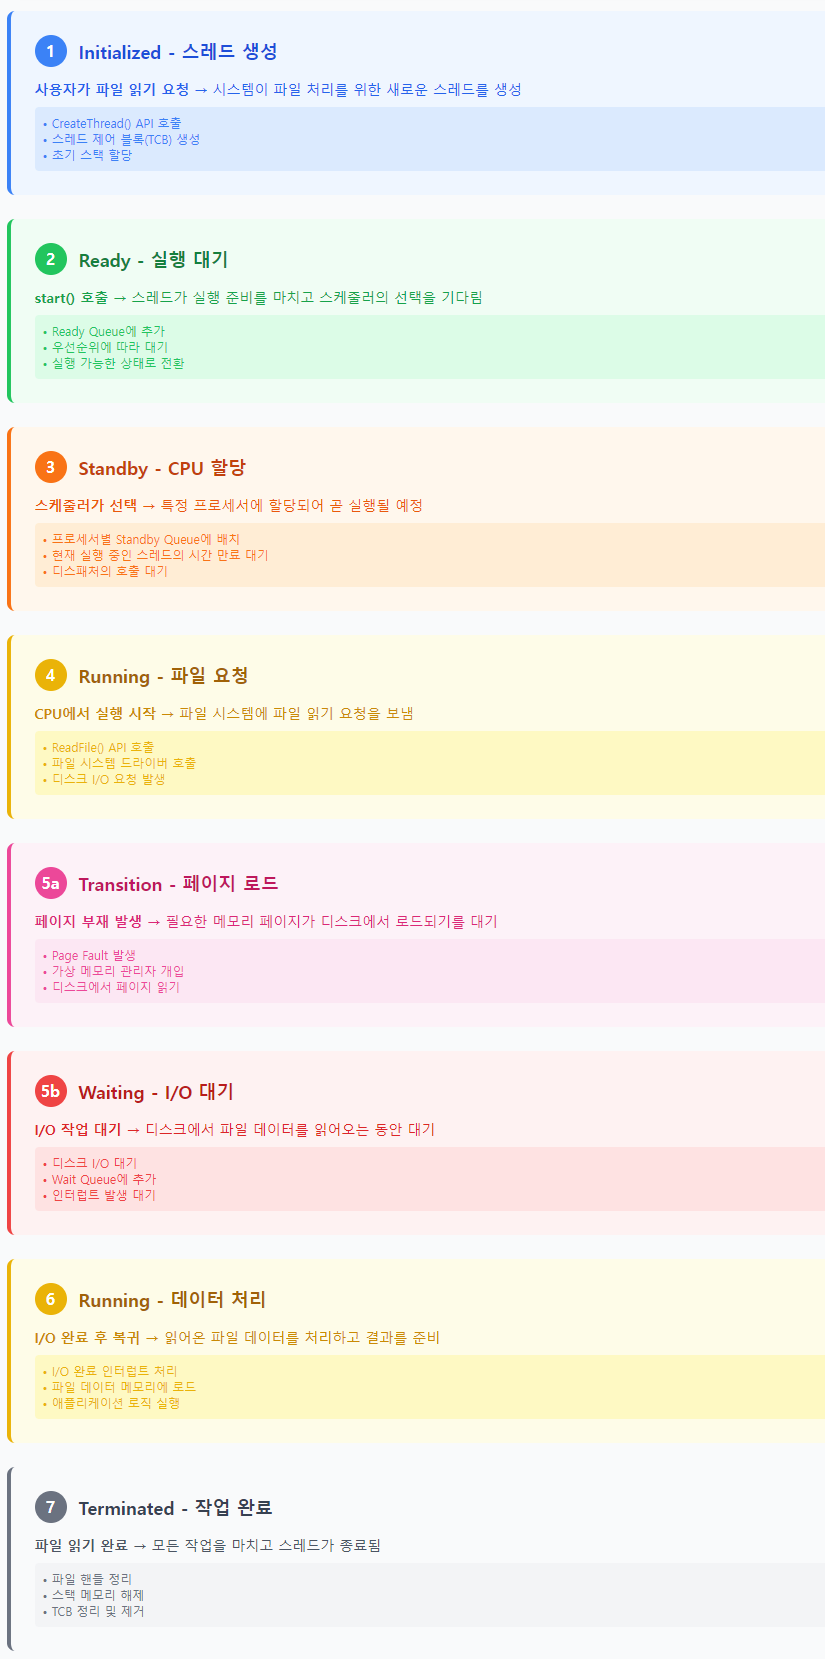 1 Initialized - 스레드 생성
사용자가 파일 읽기 요청 → 시스템이 파일 처리를 위한 새로운 스레드를 생성
• CreateThread() API 호출
• 스레드 제어 블록(TCB) 생성
• 초기 스택 할당
2 Ready - 실행 대기
start() 호출 → 스레드가 실행 준비를 마치고 스케줄러의 선택을 기다림
• Ready Queue에 추가
• 우선순위에 따라 대기
• 실행 가능한 상태로 전환
3 Standby - CPU 할당
스케줄러가 선택 → 특정 프로세서에 할당되어 곧 실행될 예정
• 프로세서별 Standby Queue에 배치
• 현재 실행 중인 스레드의 시간 만료 대기
• 디스패처의 호출 대기
4 Running - 파일 요청
CPU에서 실행 시작 → 파일 시스템에 파일 읽기 요청을 보냄
• ReadFile() API 호출
• 파일 시스템 드라이버 호출
• 디스크 I/O 요청 발생
5a Transition - 페이지 로드
페이지 부재 발생 → 필요한 메모리 페이지가 디스크에서 로드되기를 대기
• Page Fault 발생
• 가상 메모리 관리자 개입
• 디스크에서 페이지 읽기
5b Waiting - I/O 대기
I/O 작업 대기 → 디스크에서 파일 데이터를 읽어오는 동안 대기
• 디스크 I/O 대기
• Wait Queue에 추가
• 인터럽트 발생 대기
6 Running - 데이터 처리
I/O 완료 후 복귀 → 읽어온 파일 데이터를 처리하고 결과를 준비
• I/O 완료 인터럽트 처리
• 파일 데이터 메모리에 로드
• 애플리케이션 로직 실행
7 Terminated - 작업 완료
파일 읽기 완료 → 모든 작업을 마치고 스레드가 종료됨
• 파일 핸들 정리
• 스택 메모리 해제
• TCB 정리 및 제거